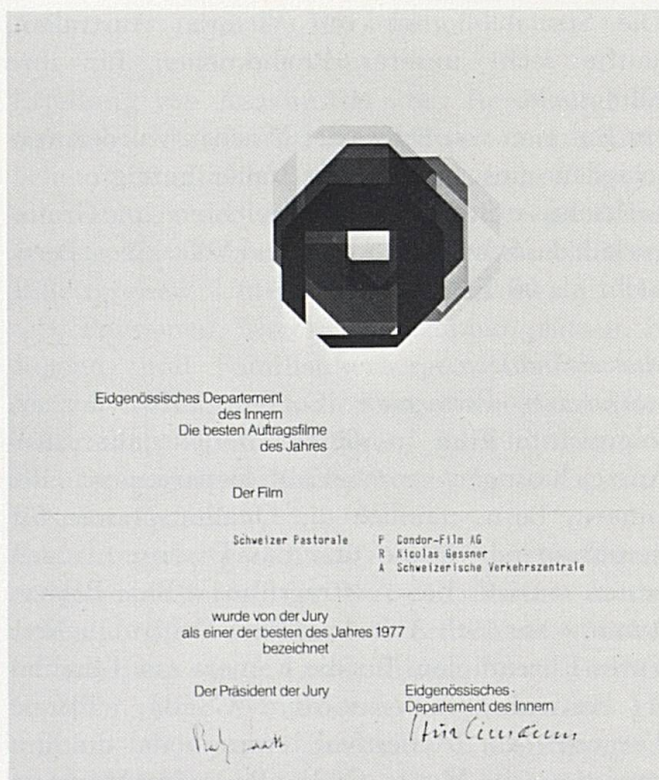 Eidgenössisches Departement
des Innern
Die besten Auftragsfilme
des Jahres
Der Film
Schweizer Pastorale P Condor-Film AG
R Nicolas Gessner
A Schweizerische Verkehrszentrale
wurde von der Jury
als einer der besten des Jahres 1977
bezeichnet
Der Präsident der Jury
Eidgenössisches
Departement des Innern
Hürlimann